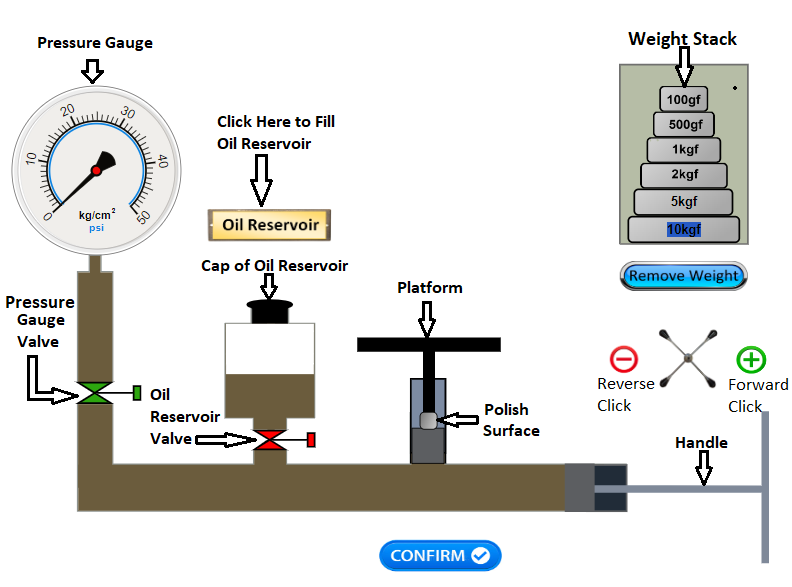 Pressure Gauge
Weight Stack
0
10
20
30
40
50
kg/cm²
psi
Click Here to Fill
Oil Reservoir
Oil Reservoir
100gf
500gf
1kgf
2kgf
5kgf
10kgf
Remove Weight
Cap of Oil Reservoir
Platform
Pressure
Gauge
Valve
Oil
Reservoir
Valve
Polish
Surface
Reverse
Click
Forward
Click
Handle
CONFIRM